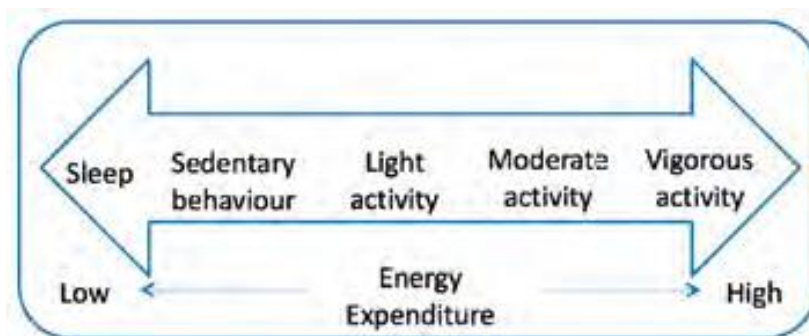 Sleep
Sedentary
behaviour
Light
activity
Moderate
activity
Vigorous
activity
Low
Energy
Expenditure
High